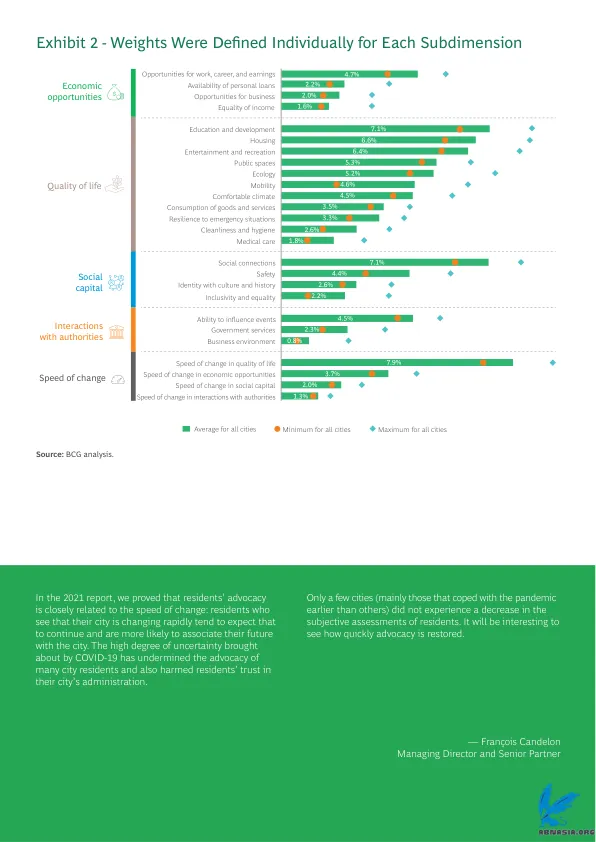 Exhibit 2 - Weights Were Defined Individually for Each Subdimension
Economic
opportunities
Opportunities for work, career, and earnings 4.7%
Availability of personal loans 2.2%
Opportunities for business 2.0%
Equality of income 1.6%
Quality of life
Education and development 7.1%
Housing 6.6%
Entertainment and recreation 6.4%
Public spaces 5.3%
Ecology 5.2%
Mobility 4.6%
Comfortable climate 4.5%
Consumption of goods and services 3.5%
Resilience to emergency situations 3.3%
Cleanliness and hygiene 2.6%
Medical care 1.8%
Social
capital
Social connections 7.1%
Safety 4.4%
Identity with culture and history 2.6%
Inclusivity and equality 2.2%
Interactions
with authorities
Ability to influence events 4.5%
Government services 2.3%
Business environment 0.8%
Speed of change
Speed of change in quality of life 7.9%
Speed of change in economic opportunities 3.7%
Speed of change in social capital 2.0%
Speed of change in interactions with authorities 1.3%
Average for all cities Minimum for all cities Maximum for all cities
Source: BCG analysis.
In the 2021 report, we proved that residents' advocacy
is closely related to the speed of change: residents who
see that their city is changing rapidly tend to expect that
to continue and are more likely to associate their future
with the city. The high degree of uncertainty brought
about by COVID-19 has undermined the advocacy of
many city residents and also harmed residents' trust in
their city's administration.
Only a few cities (mainly those that coped with the pandemic
earlier than others) did not experience a decrease in the
subjective assessments of residents. It will be interesting to
see how quickly advocacy is restored.
— François Candelon
Managing Director and Senior Partner
ABNASIA.ORG